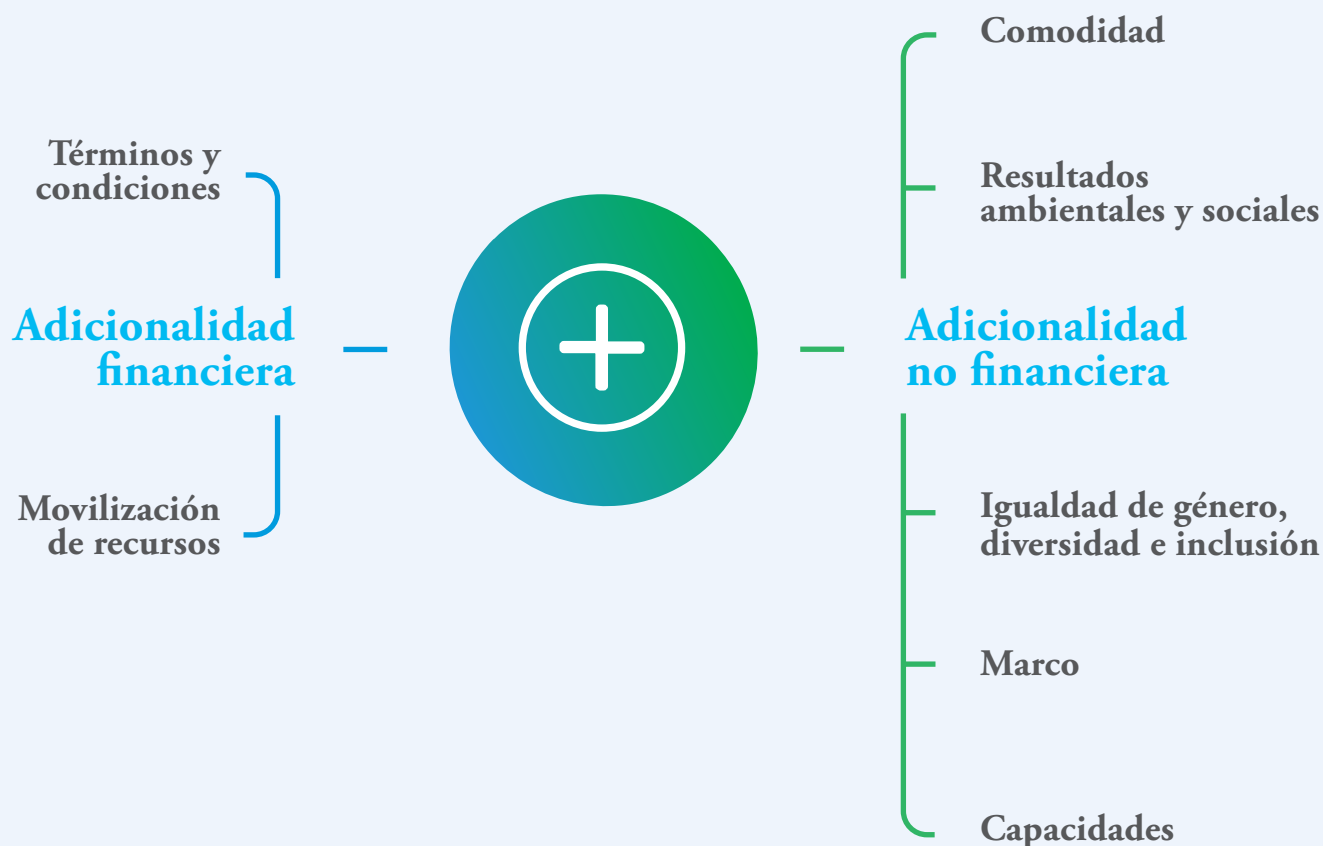 Términos y
condiciones
Adicionalidad
financiera
Movilización
de recursos
Comodidad
Resultados
ambientales y sociales
Adicionalidad
no financiera
Igualdad de género,
diversidad e inclusión
Marco
Capacidades